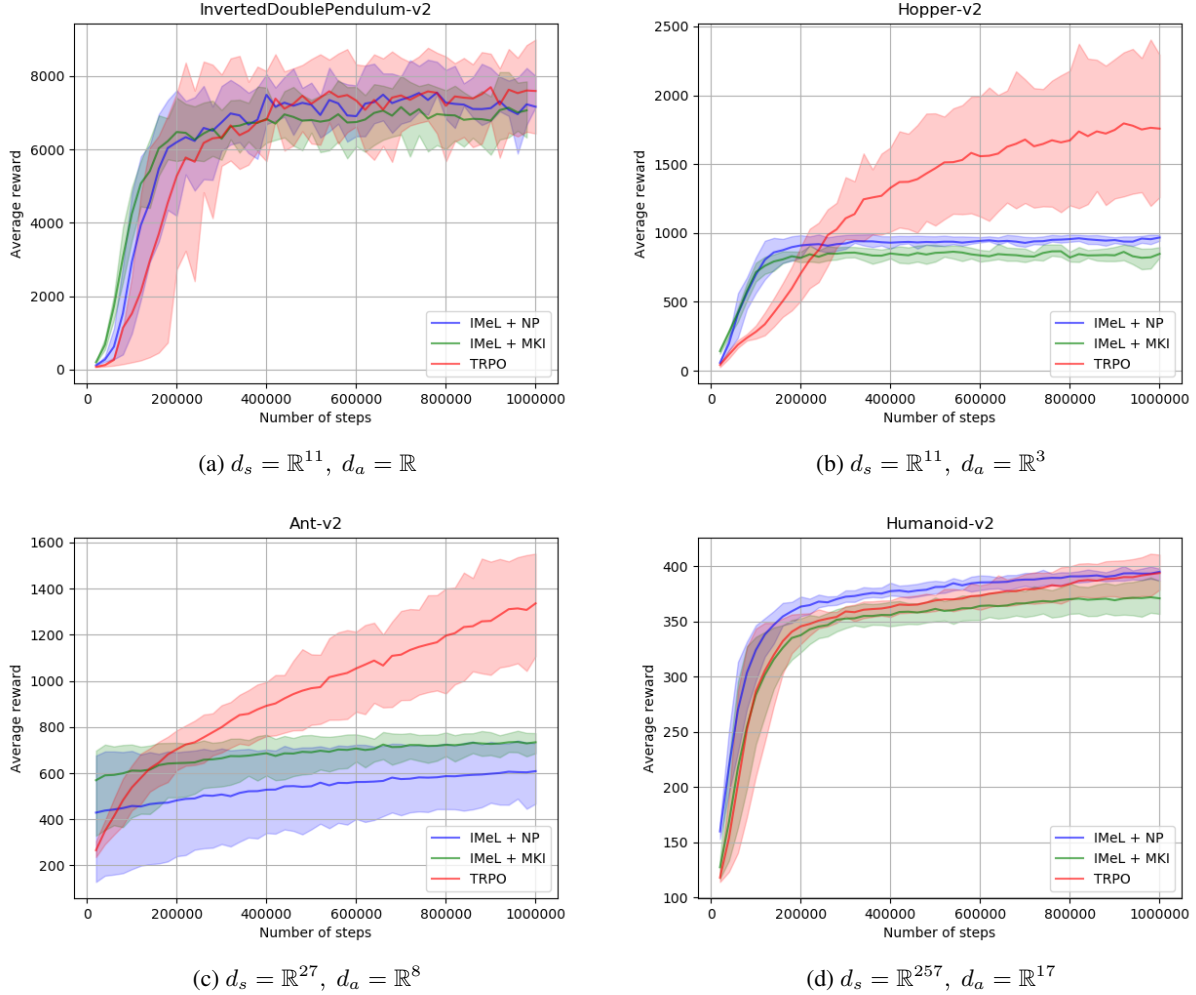 InvertedDoublePendulum-v2
Average reward
8000
6000
4000
2000
0
IMeL + NP
IMeL + MKI
TRPO
0 200000 400000 600000 800000 1000000
Number of steps
(a) d_s = ℝ^11, d_a = ℝ
Hopper-v2
Average reward
2500
2000
1500
1000
500
0
IMeL + NP
IMeL + MKI
TRPO
0 200000 400000 600000 800000 1000000
Number of steps
(b) d_s = ℝ^11, d_a = ℝ^3
Ant-v2
Average reward
1600
1400
1200
1000
800
600
400
200
IMeL + NP
IMeL + MKI
TRPO
0 200000 400000 600000 800000 1000000
Number of steps
(c) d_s = ℝ^27, d_a = ℝ^8
Humanoid-v2
Average reward
400
350
300
250
200
150
100
IMeL + NP
IMeL + MKI
TRPO
0 200000 400000 600000 800000 1000000
Number of steps
(d) d_s = ℝ^257, d_a = ℝ^17